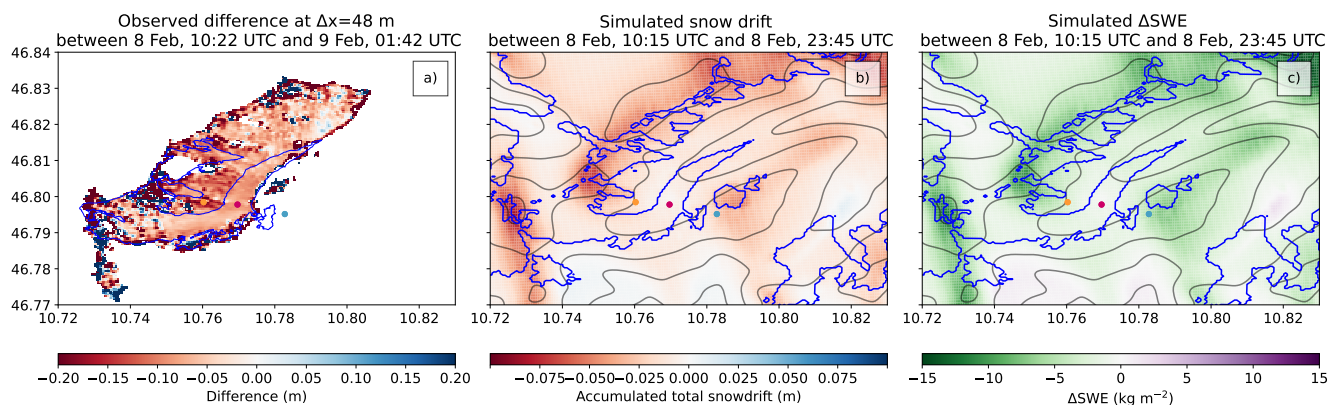 Observed difference at Δx=48 m
between 8 Feb, 10:22 UTC and 9 Feb, 01:42 UTC
a)
46.84
46.83
46.82
46.81
46.80
46.79
46.78
46.77
10.72 10.74 10.76 10.78 10.80 10.82
−0.20 −0.15 −0.10 −0.05 0.00 0.05 0.10 0.15 0.20
Difference (m)
Simulated snow drift
between 8 Feb, 10:15 UTC and 8 Feb, 23:45 UTC
b)
10.72 10.74 10.76 10.78 10.80 10.82
−0.075 −0.050 −0.025 0.000 0.025 0.050 0.075
Accumulated total snowdrift (m)
Simulated ΔSWE
between 8 Feb, 10:15 UTC and 8 Feb, 23:45 UTC
c)
10.72 10.74 10.76 10.78 10.80 10.82
−15 −10 −5 0 5 10 15
ΔSWE (kg m⁻²)